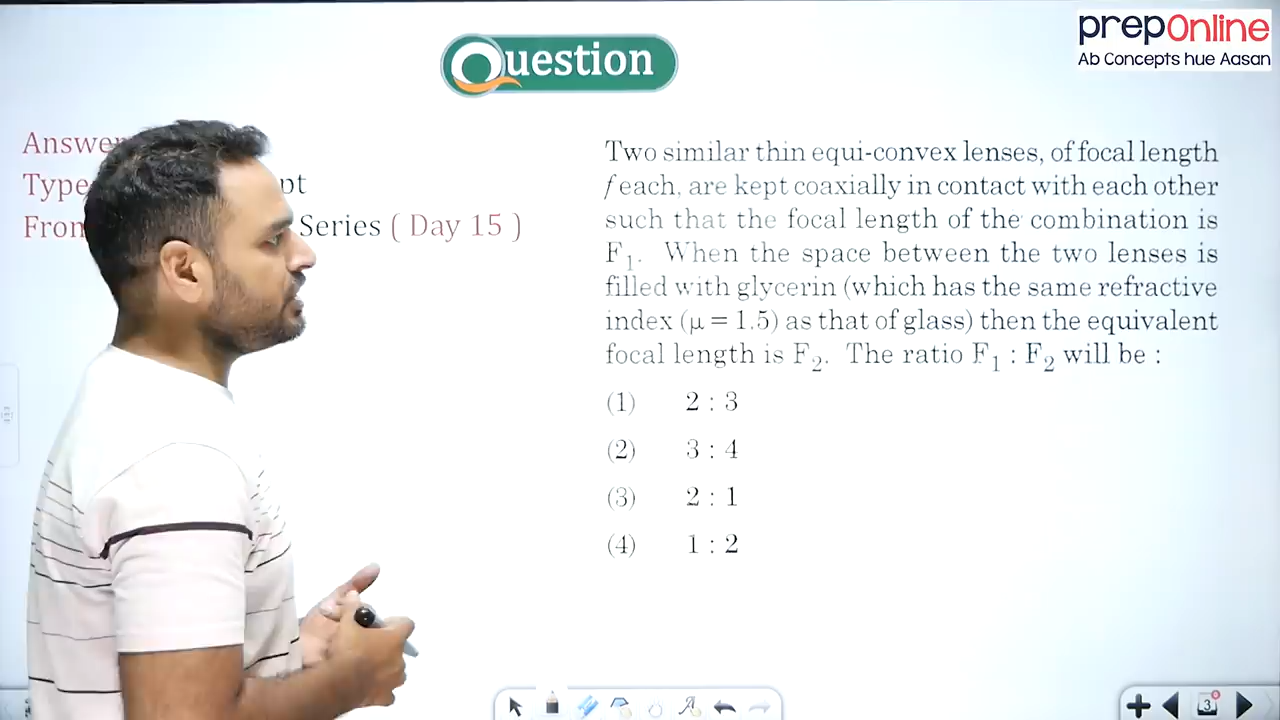 prepOnline
Ab Concepts hue Aasan
Question
Answer
Type
pt
From
Series ( Day 15 )
Two similar thin equi-convex lenses, of focal length
f each, are kept coaxially in contact with each other
such that the focal length of the combination is
F₁. When the space between the two lenses is
filled with glycerin (which has the same refractive
index (μ = 1.5) as that of glass) then the equivalent
focal length is F₂. The ratio F₁ : F₂ will be :
(1) 2 : 3
(2) 3 : 4
(3) 2 : 1
(4) 1 : 2
3